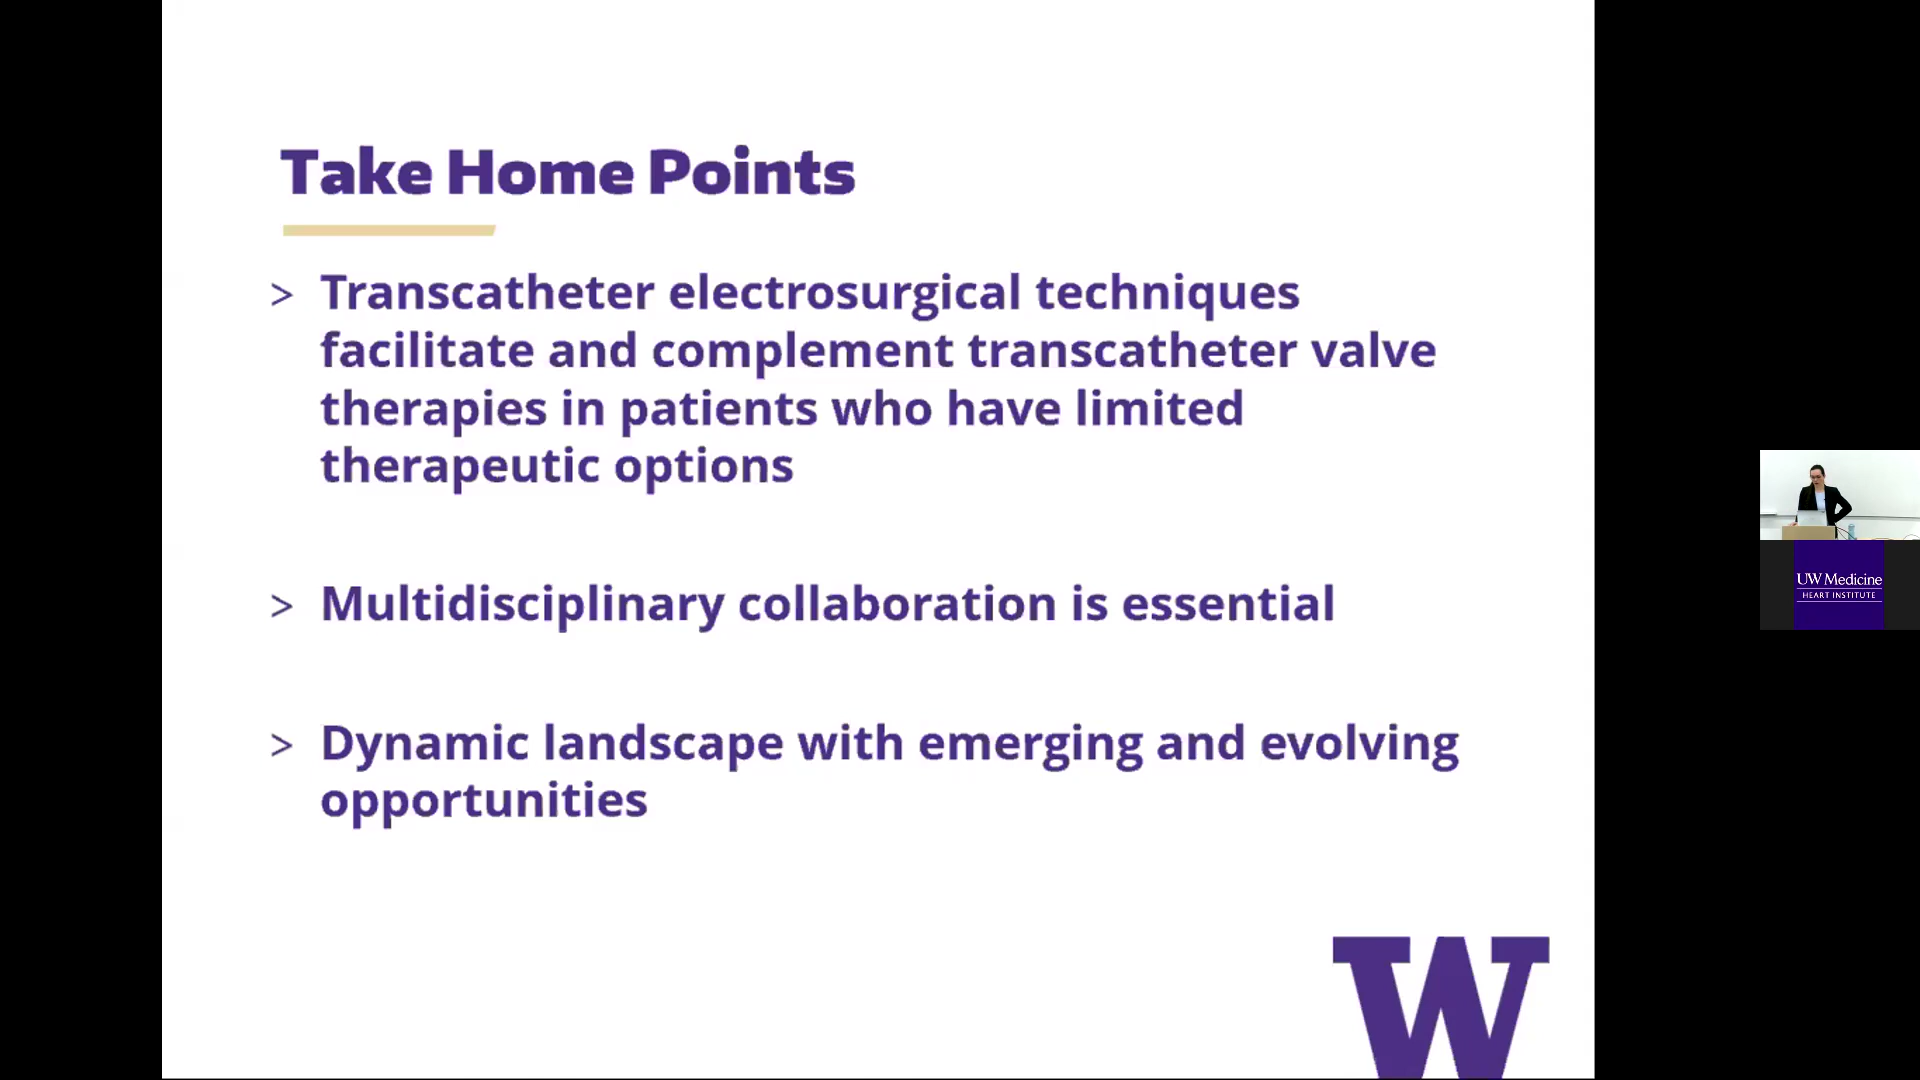 Take Home Points
> Transcatheter electrosurgical techniques
facilitate and complement transcatheter valve
therapies in patients who have limited
therapeutic options
> Multidisciplinary collaboration is essential
> Dynamic landscape with emerging and evolving
opportunities
W
UW Medicine
HEART INSTITUTE